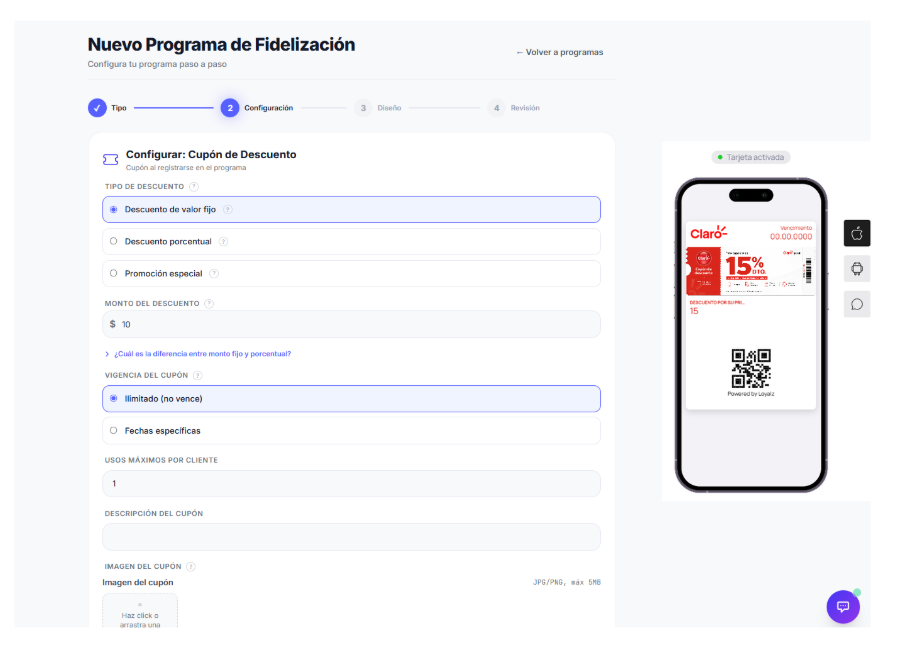 Nuevo Programa de Fidelización
← Volver a programas
Configura tu programa paso a paso
✓ Tipo
2 Configuración
3 Diseño
4 Revisión
Configurar: Cupón de Descuento
Cupón al registrarse en el programa
TIPO DE DESCUENTO ?
Descuento de valor fijo ?
Descuento porcentual ?
Promoción especial ?
MONTO DEL DESCUENTO ?
$ 10
> ¿Cuál es la diferencia entre monto fijo y porcentual?
VIGENCIA DEL CUPÓN ?
Ilimitado (no vence)
Fechas específicas
USOS MÁXIMOS POR CLIENTE
1
DESCRIPCIÓN DEL CUPÓN
IMAGEN DEL CUPÓN ?
Imagen del cupón
JPG/PNG, máx 5MB
+
Haz click o
arrastra una
Tarjeta activada
Claro
Vencimiento
00.00.0000
15%
DTO.
DESCUENTO POR SU PRI...
15
Powered by Loyalz